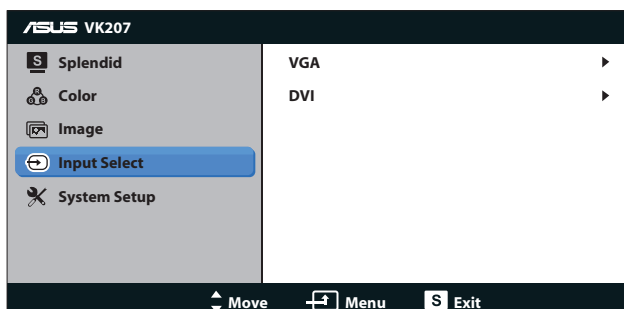 ASUS VK207
S Splendid
Color
Image
Input Select
System Setup
VGA
DVI
Move Menu S Exit